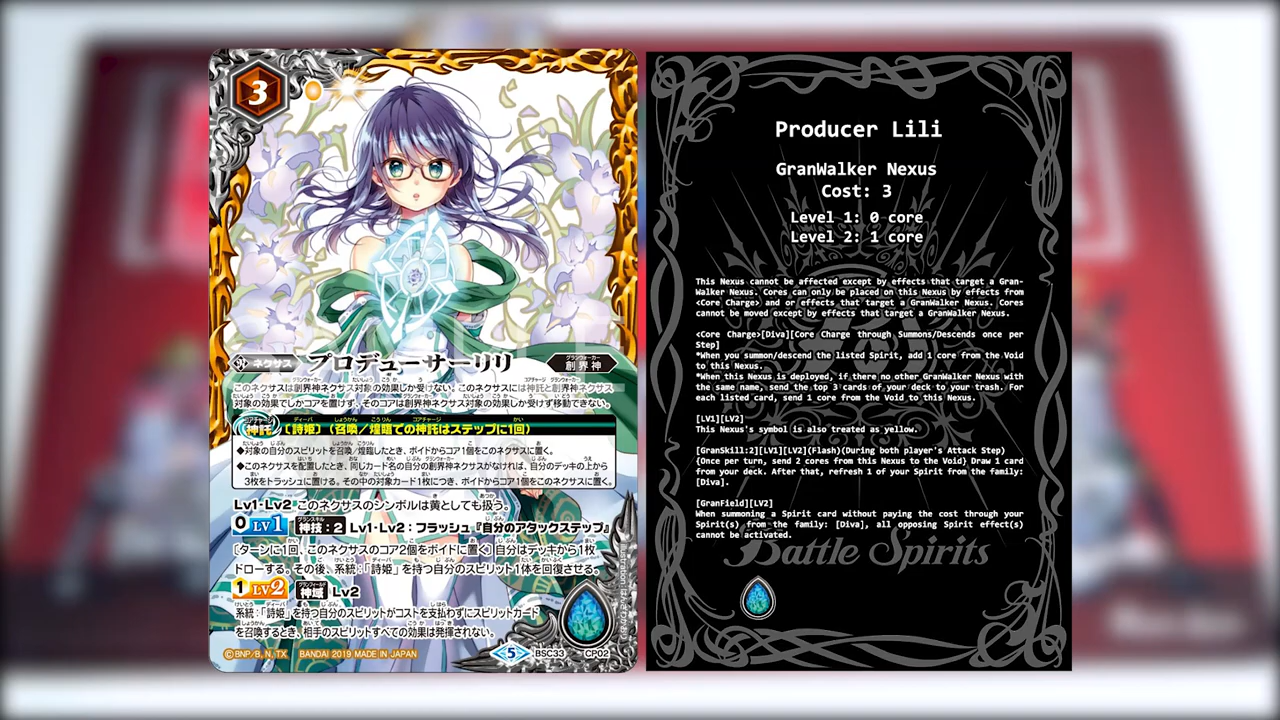 3
ネクサス
プロデューサーリリ
グランウォーカー
創界神
このネクサスは創界神ネクサス対象の効果しか受けない。このネクサスには神託と創界神ネクサス
対象の効果でしかコアを置けず、そのコアは創界神ネクサス対象の効果しか受けず移動できない。
コアチャージ
神託
〔詩姫〕(召喚/煌臨での神託はステップに1回)
◆対象の自分のスピリットを召喚/煌臨したとき、ボイドからコア1個をこのネクサスに置く。
◆このネクサスを配置したとき、同じカード名の自分の創界神ネクサスがなければ、自分のデッキの上から
3枚をトラッシュに置ける。その中の対象カード1枚につき、ボイドからコア1個をこのネクサスに置く。
Lv1・Lv2 このネクサスのシンボルは黄としても扱う。
0 LV1 神技:2 Lv1・Lv2:フラッシュ『自分のアタックステップ』
[ターンに1回、このネクサスのコア2個をボイドに置く] 自分はデッキから1枚
ドローする。その後、系統:「詩姫」を持つ自分のスピリット1体を回復させる。
1 LV2 神域 Lv2
系統:「詩姫」を持つ自分のスピリットがコストを支払わずにスピリットカード
を召喚するとき、相手のスピリットすべての効果は発揮されない。
©BNP/B, N, TX BANDAI 2019 MADE IN JAPAN
5
BSC33
CP02
Producer Lili
GranWalker Nexus
Cost: 3
Level 1: 0 core
Level 2: 1 core
This Nexus cannot be affected except by effects that target a Gran-
Walker Nexus. Cores can only be placed on this Nexus by effects from
<Core Charge> and or effects that target a GranWalker Nexus. Cores
cannot be moved except by effects that target a GranWalker Nexus.
<Core Charge>[Diva][Core Charge through Summons/Descends once per
Step]
*When you summon/descend the listed Spirit, add 1 core from the Void
to this Nexus.
*When this Nexus is deployed, if there no other GranWalker Nexus with
the same name, send the top 3 cards of your deck to your trash. For
each listed card, send 1 core from the Void to this Nexus.
[LV1][LV2]
This Nexus's symbol is also treated as yellow.
[GranSkill:2][LV1][LV2](Flash)(During both player's Attack Step)
{Once per turn, send 2 cores from this Nexus to the Void} Draw 1 card
from your deck. After that, refresh 1 of your Spirit from the family:
[Diva].
[GranField][LV2]
When summoning a Spirit card without paying the cost through your
Spirit(s) from the family: [Diva], all opposing Spirit effect(s)
cannot be activated.
Battle Spirits